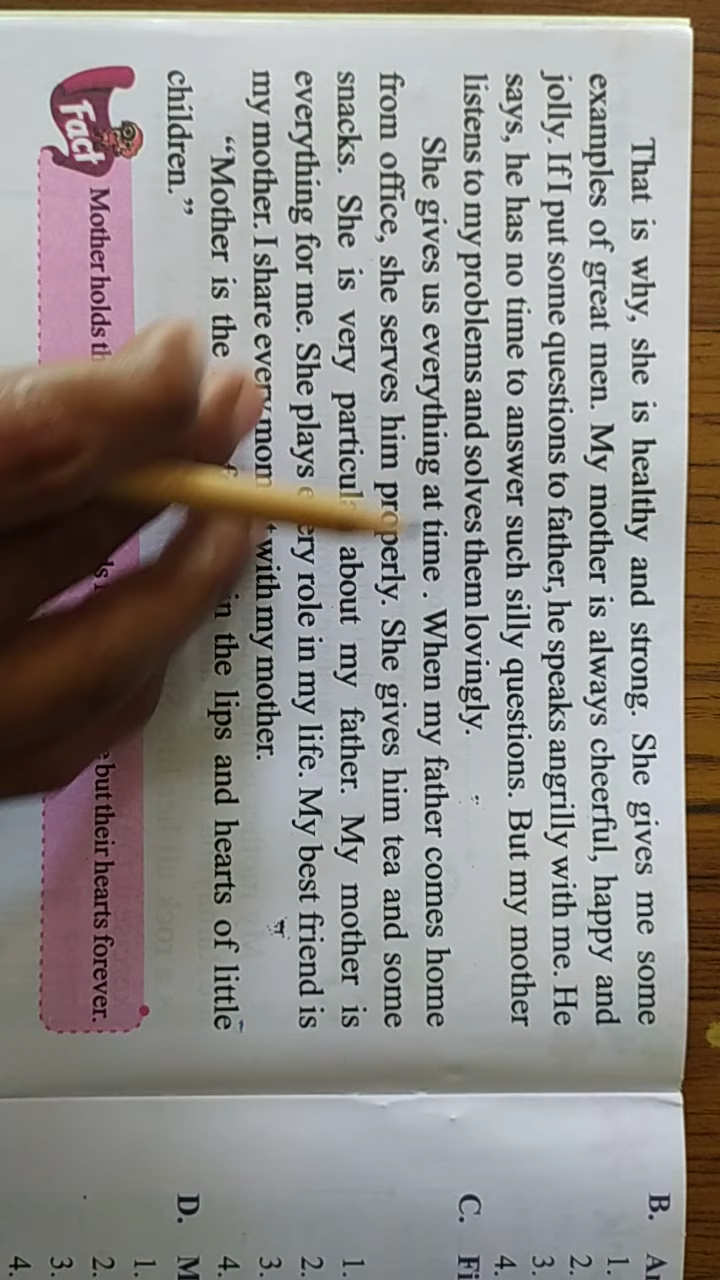 That is why, she is healthy and strong. She gives me some
examples of great men. My mother is always cheerful, happy and
jolly. If I put some questions to father, he speaks angrilly with me. He
says, he has no time to answer such silly questions. But my mother
listens to my problems and solves them lovingly.
She gives us everything at time . When my father comes home
from office, she serves him properly. She gives him tea and some
snacks. She is very about my father. My mother is
everything for me. She plays role in my life. My best friend is
my mother. I share every with my mother.
“Mother is the in the lips and hearts of little
children.”
Fact
Mother holds but their hearts forever.
B.
1.
2.
3.
4.
C.
1.
2.
3.
4.
D.
1.
2.
3.
4.